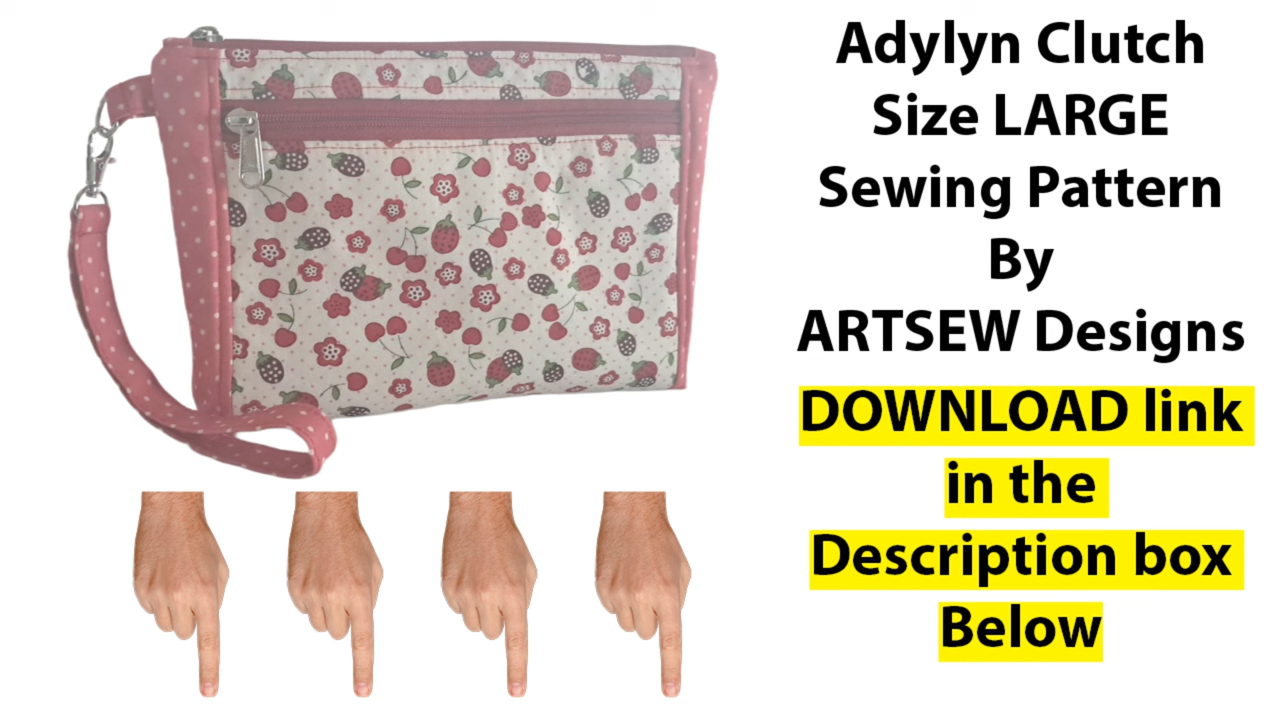 Adylyn Clutch
Size LARGE
Sewing Pattern
By
ARTSEW Designs
DOWNLOAD link
in the
Description box
Below